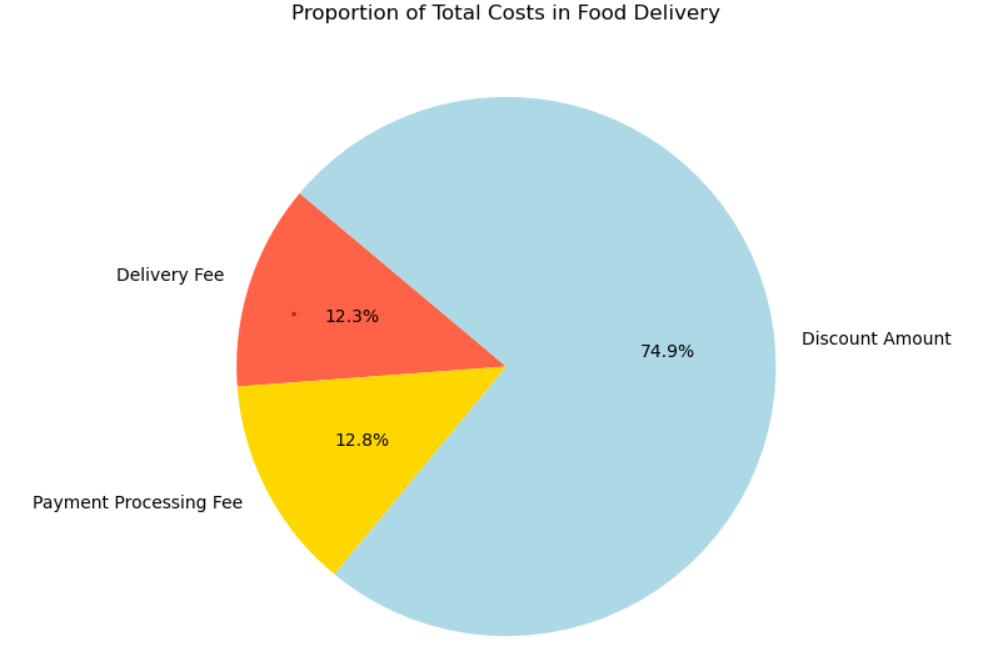 Proportion of Total Costs in Food Delivery
Delivery Fee
12.3%
74.9%
Discount Amount
12.8%
Payment Processing Fee